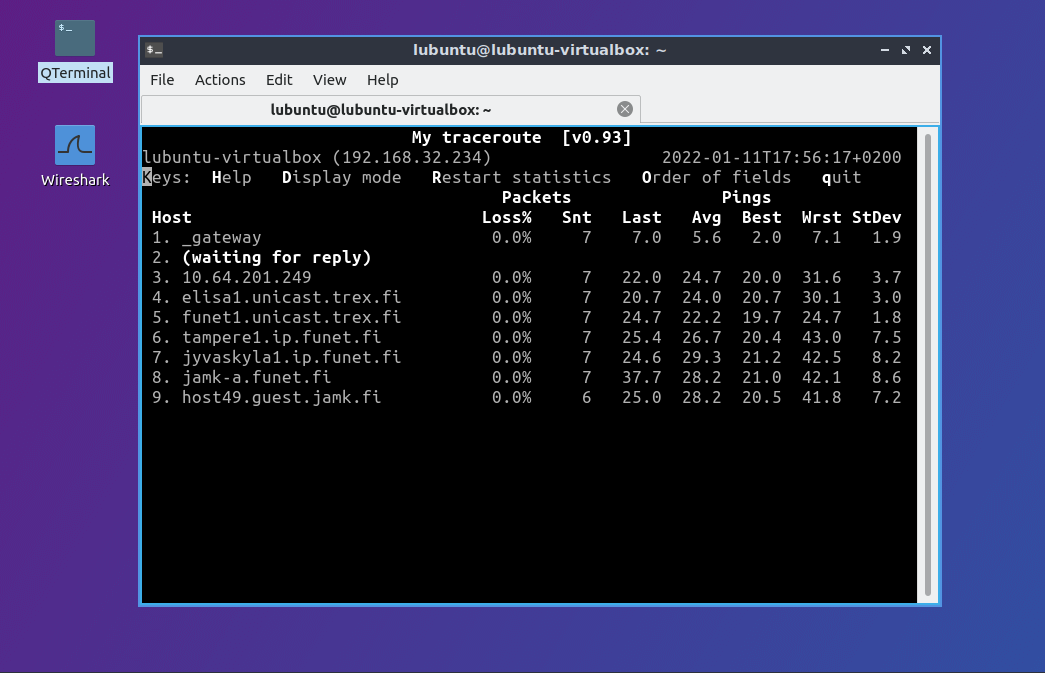 $_
QTerminal
Wireshark
$_ lubuntu@lubuntu-virtualbox: ~
File Actions Edit View Help
lubuntu@lubuntu-virtualbox: ~
My traceroute [v0.93]
lubuntu-virtualbox (192.168.32.234) 2022-01-11T17:56:17+0200
Keys: Help Display mode Restart statistics Order of fields quit
Packets Pings
Host Loss% Snt Last Avg Best Wrst StDev
1. _gateway 0.0% 7 7.0 5.6 2.0 7.1 1.9
2. (waiting for reply)
3. 10.64.201.249 0.0% 7 22.0 24.7 20.0 31.6 3.7
4. elisa1.unicast.trex.fi 0.0% 7 20.7 24.0 20.7 30.1 3.0
5. funet1.unicast.trex.fi 0.0% 7 24.7 22.2 19.7 24.7 1.8
6. tampere1.ip.funet.fi 0.0% 7 25.4 26.7 20.4 43.0 7.5
7. jyvaskyla1.ip.funet.fi 0.0% 7 24.6 29.3 21.2 42.5 8.2
8. jamk-a.funet.fi 0.0% 7 37.7 28.2 21.0 42.1 8.6
9. host49.guest.jamk.fi 0.0% 6 25.0 28.2 20.5 41.8 7.2